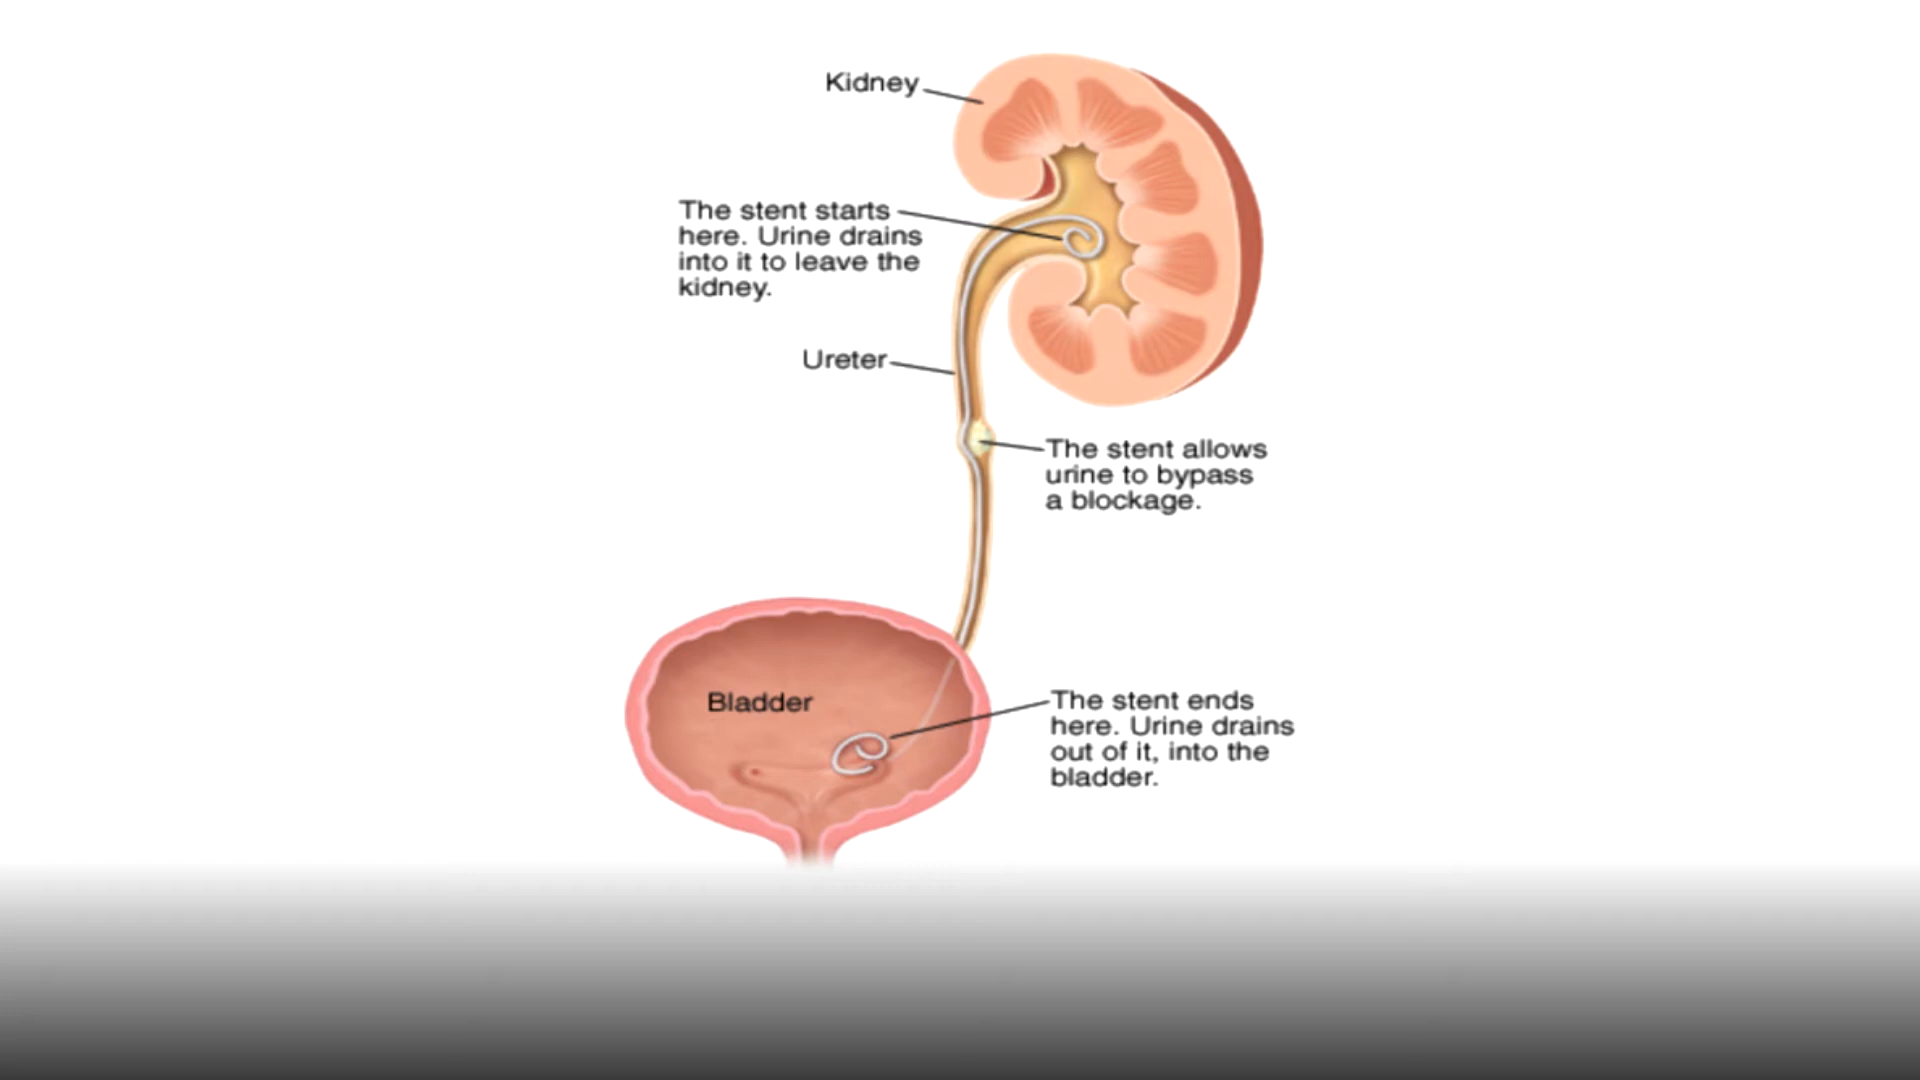 Kidney
The stent starts
here. Urine drains
into it to leave the
kidney.
Ureter
The stent allows
urine to bypass
a blockage.
Bladder
The stent ends
here. Urine drains
out of it, into the
bladder.